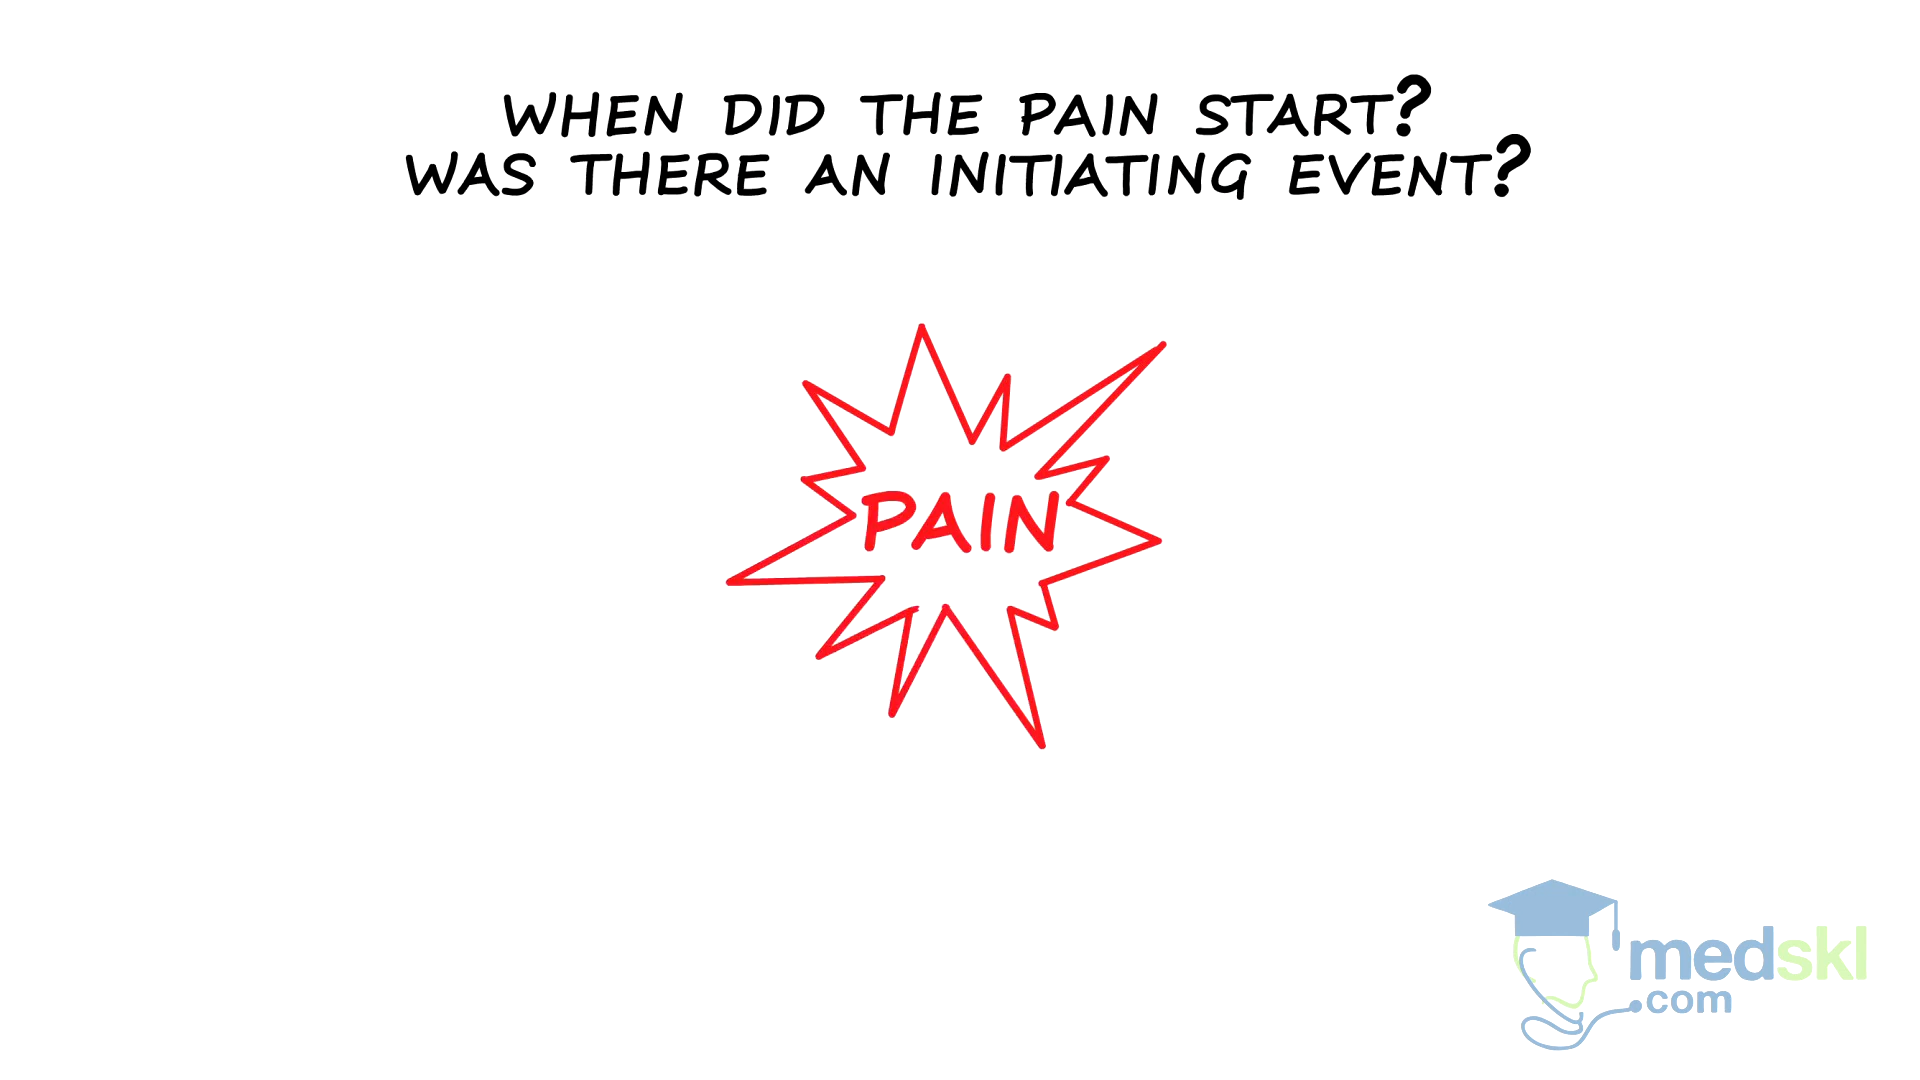 WHEN DID THE PAIN START?
WAS THERE AN INITIATING EVENT?
PAIN
medskl
.com